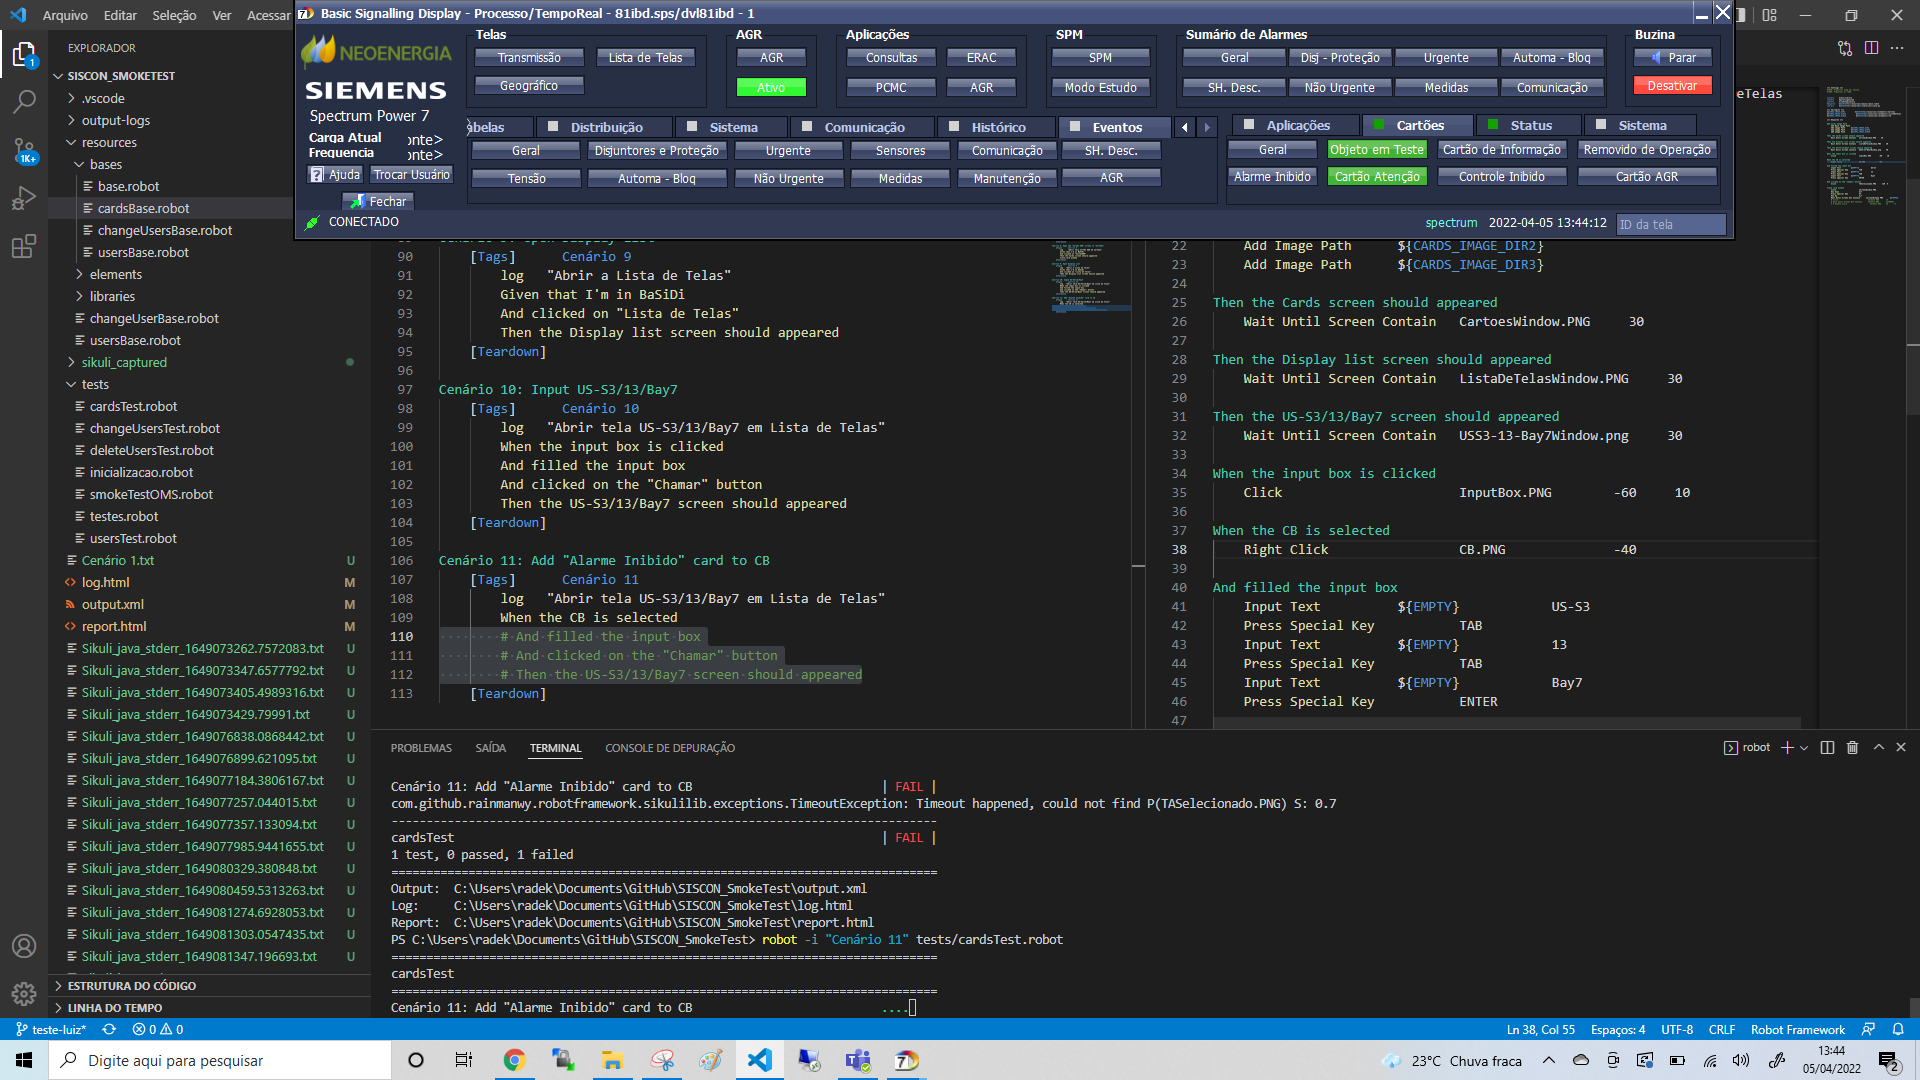 Arquivo Editar Seleção Ver Acessar
Basic Signalling Display - Processo/TempoReal - 81ibd.sps/dvl81ibd - 1
NEOENERGIA
SIEMENS
Spectrum Power 7
Carga Atual onte>
Frequencia onte>
Ajuda Trocar Usuário
Fechar
CONECTADO
Telas
Transmissão Lista de Telas
Geográfico
AGR
AGR
Ativo
Aplicações
Consultas ERAC
PCMC AGR
SPM
SPM
Modo Estudo
Sumário de Alarmes
Geral Disj - Proteção Urgente Automa - Bloq
SH. Desc. Não Urgente Medidas Comunicação
Buzina
Parar
Desativar
abelas Distribuição Sistema Comunicação Histórico Eventos
Geral Disjuntores e Proteção Urgente Sensores Comunicação SH. Desc.
Tensão Automa - Bloq Não Urgente Medidas Manutenção AGR
Aplicações Cartões Status Sistema
Geral Objeto em Teste Cartão de Informação Removido de Operação
Alarme Inibido Cartão Atenção Controle Inibido Cartão AGR
spectrum 2022-04-05 13:44:12 ID da tela
eTelas
EXPLORADOR
SISCON_SMOKETEST
.vscode
output-logs
resources
bases
base.robot
cardsBase.robot
changeUsersBase.robot
usersBase.robot
elements
libraries
changeUserBase.robot
usersBase.robot
sikuli_captured
tests
cardsTest.robot
changeUsersTest.robot
deleteUsersTest.robot
inicializacao.robot
smokeTestOMS.robot
testes.robot
usersTest.robot
Cenário 1.txt U
log.html M
output.xml M
report.html M
Sikuli_java_stderr_1649073262.7572083.txt U
Sikuli_java_stderr_1649073347.6577792.txt U
Sikuli_java_stderr_1649073405.4989316.txt U
Sikuli_java_stderr_1649073429.79991.txt U
Sikuli_java_stderr_1649076838.0868442.txt U
Sikuli_java_stderr_1649076899.621095.txt U
Sikuli_java_stderr_1649077184.3806167.txt U
Sikuli_java_stderr_1649077257.044015.txt U
Sikuli_java_stderr_1649077357.133094.txt U
Sikuli_java_stderr_1649077985.9441655.txt U
Sikuli_java_stderr_1649080329.380848.txt U
Sikuli_java_stderr_1649080459.5313263.txt U
Sikuli_java_stderr_1649081274.6928053.txt U
Sikuli_java_stderr_1649081303.0547435.txt U
Sikuli_java_stderr_1649081347.196693.txt U
ESTRUTURA DO CÓDIGO
LINHA DO TEMPO
1
1K+
90 [Tags] Cenário 9
91 log "Abrir a Lista de Telas"
92 Given that I'm in BaSiDi
93 And clicked on "Lista de Telas"
94 Then the Display list screen should appeared
95 [Teardown]
96
97 Cenário 10: Input US-S3/13/Bay7
98 [Tags] Cenário 10
99 log "Abrir tela US-S3/13/Bay7 em Lista de Telas"
100 When the input box is clicked
101 And filled the input box
102 And clicked on the "Chamar" button
103 Then the US-S3/13/Bay7 screen should appeared
104 [Teardown]
105
106 Cenário 11: Add "Alarme Inibido" card to CB
107 [Tags] Cenário 11
108 log "Abrir tela US-S3/13/Bay7 em Lista de Telas"
109 When the CB is selected
110 # And filled the input box
111 # And clicked on the "Chamar" button
112 # Then the US-S3/13/Bay7 screen should appeared
113 [Teardown]
22 Add Image Path ${CARDS_IMAGE_DIR2}
23 Add Image Path ${CARDS_IMAGE_DIR3}
24
25 Then the Cards screen should appeared
26 Wait Until Screen Contain CartoesWindow.PNG 30
27
28 Then the Display list screen should appeared
29 Wait Until Screen Contain ListaDeTelasWindow.PNG 30
30
31 Then the US-S3/13/Bay7 screen should appeared
32 Wait Until Screen Contain USS3-13-Bay7Window.png 30
33
34 When the input box is clicked
35 Click InputBox.PNG -60 10
36
37 When the CB is selected
38 Right Click CB.PNG -40
39
40 And filled the input box
41 Input Text ${EMPTY} US-S3
42 Press Special Key TAB
43 Input Text ${EMPTY} 13
44 Press Special Key TAB
45 Input Text ${EMPTY} Bay7
46 Press Special Key ENTER
47
PROBLEMAS SAÍDA TERMINAL CONSOLE DE DEPURAÇÃO
robot
Cenário 11: Add "Alarme Inibido" card to CB | FAIL |
com.github.rainmanwy.robotframework.sikulilib.exceptions.TimeoutException: Timeout happened, could not find P(TASelecionado.PNG) S: 0.7
------------------------------------------------------------------------------
cardsTest | FAIL |
1 test, 0 passed, 1 failed
==============================================================================
Output: C:\Users\radek\Documents\GitHub\SISCON_SmokeTest\output.xml
Log: C:\Users\radek\Documents\GitHub\SISCON_SmokeTest\log.html
Report: C:\Users\radek\Documents\GitHub\SISCON_SmokeTest\report.html
PS C:\Users\radek\Documents\GitHub\SISCON_SmokeTest> robot -i "Cenário 11" tests/cardsTest.robot
==============================================================================
cardsTest
==============================================================================
Cenário 11: Add "Alarme Inibido" card to CB ....
teste-luiz* 0 0
Ln 38, Col 55 Espaços: 4 UTF-8 CRLF Robot Framework
Digite aqui para pesquisar
23°C Chuva fraca
13:44
05/04/2022
2